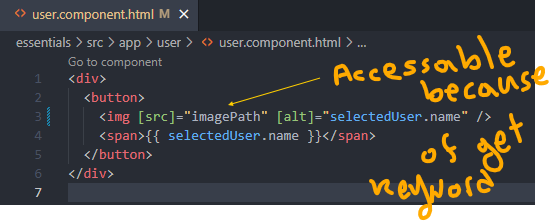 user.component.html M ×
essentials > src > app > user > user.component.html > ...
Go to component
1 <div>
2 <button>
3 <img [src]="imagePath" [alt]="selectedUser.name" />
4 <span>{{ selectedUser.name }}</span>
5 </button>
6 </div>
7
Accessable
because
of get
keyword